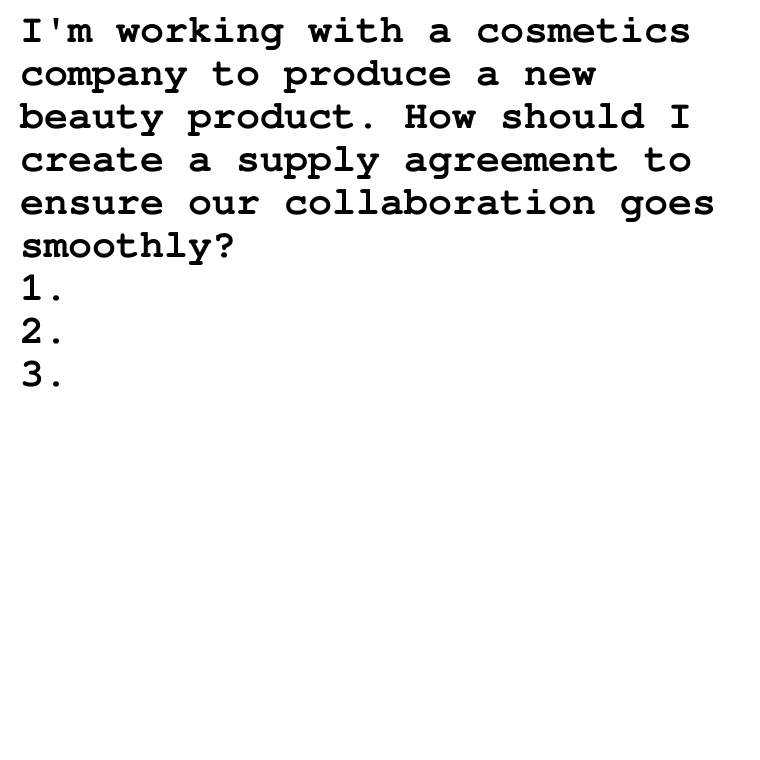 I'm working with a cosmetics
company to produce a new
beauty product. How should I
create a supply agreement to
ensure our collaboration goes
smoothly?
1.
2.
3.